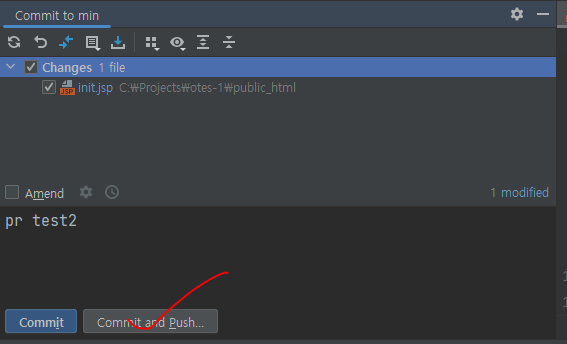 Commit to min
Changes 1 file
JSP init.jsp C:₩Projects₩otes-1₩public_html
Amend 1 modified
pr test2
Commit Commit and Push...